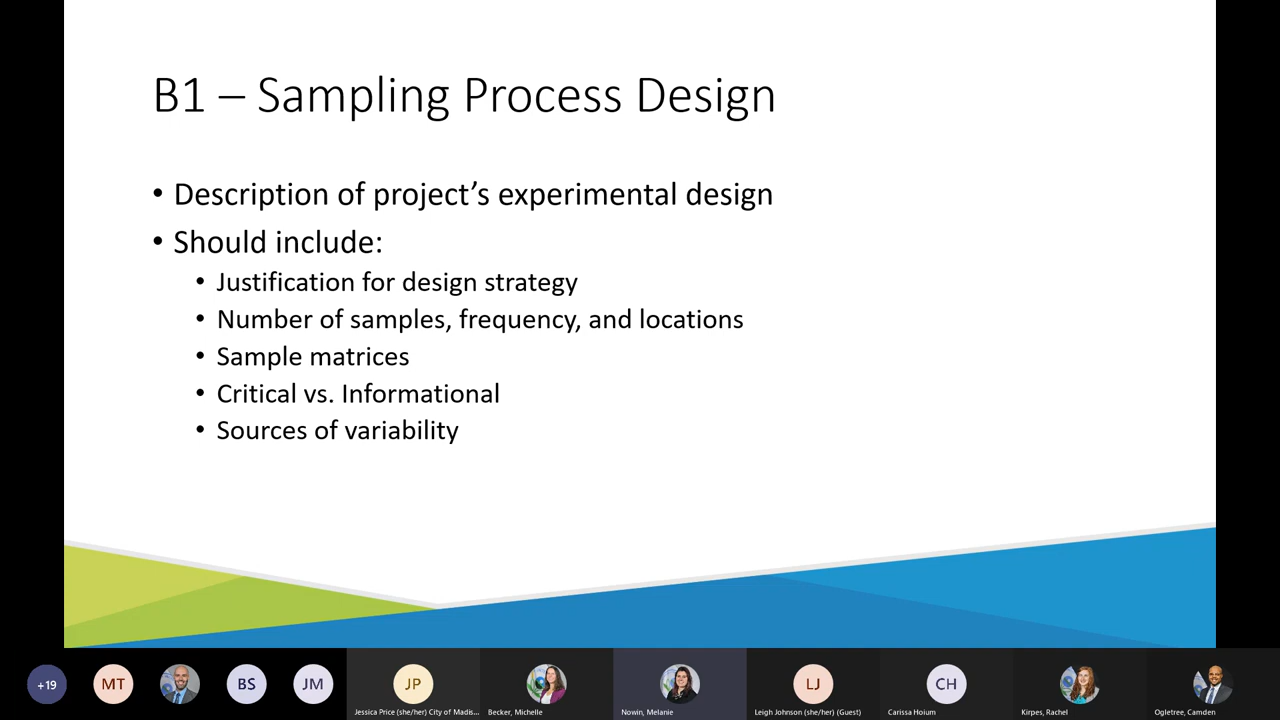 B1 – Sampling Process Design
• Description of project's experimental design
• Should include:
• Justification for design strategy
• Number of samples, frequency, and locations
• Sample matrices
• Critical vs. Informational
• Sources of variability
+19
MT
BS
JM
JP
LJ
CH
Jessica Price (she/her) City of Madis...
Becker, Michelle
Nowin, Melanie
Leigh Johnson (she/her) (Guest)
Carissa Hoium
Kirpes, Rachel
Ogletree, Camden